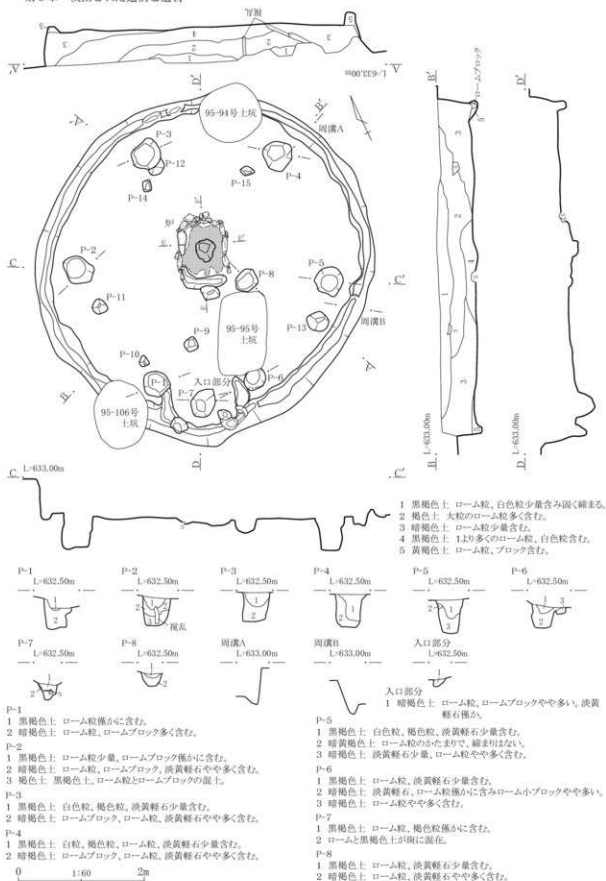 撹乱
5
3
4
2
1
3
5
L=633.00m
A'
A
D'
B'
95-94号土坑
周溝A
P-3
P-12
P-14
P-15
P-4
炉
E
E'
F
C
C'
P-2
P-11
P-8
P-5
P-13
周溝B
95-95号
土坑
P-9
P-10
P-1
入口部分
P-6
P-7
95-106号
土坑
B
D
B'
D'
ロームブロック
L=633.00m
L=633.00m
B
D
C L=633.00m
C'
1 黒褐色土 ローム粒、白色粒少量含み固く締まる。
2 褐色土 大粒のローム粒多く含む。
3 暗褐色土 ローム粒少量含む。
4 黒褐色土 1より多くのローム粒、白色粒含む。
5 黄褐色土 ローム粒、ブロック含む。
P-1
L=632.50m
P-2
L=632.50m
撹乱
P-3
L=632.50m
P-4
L=632.50m
P-5
L=632.50m
P-6
L=632.50m
P-7
L=632.50m
P-8
L=632.50m
周溝A
L=633.00m
周溝B
L=633.00m
入口部分
L=632.50m
入口部分
1 暗褐色土 ローム粒、ロームブロックやや多い。淡黄
軽石僅か。
P-1
1 黒褐色土 ローム粒僅かに含む。
2 暗褐色土 ローム粒、ロームブロック多く含む。
P-2
1 黒褐色土 ローム粒少量、ロームブロック僅かに含む。
2 暗褐色土 ローム粒、ロームブロック、淡黄軽石やや多く含む。
3 褐色土 黒褐色土、ローム粒とロームブロックの混土。
P-3
1 黒褐色土 白色粒、褐色粒、淡黄軽石少量含む。
2 暗褐色土 ロームブロック、ローム粒、淡黄軽石やや多く含む。
P-4
1 黒褐色土 白粒、褐色粒、ローム粒、淡黄軽石少量含む。
2 暗褐色土 ロームブロック、ローム粒、淡黄軽石やや多く含む。
P-5
1 黒褐色土 白色粒、褐色粒、淡黄軽石少量含む。
2 暗黄褐色土 ローム粒のかたまりで、締まりはない。
3 暗褐色土 淡黄軽石少量、ローム粒やや多く含む。
P-6
1 黒褐色土 ローム粒、淡黄軽石少量含む。
2 暗褐色土 淡黄軽石、ローム粒僅かに含みローム小ブロックやや多い。
3 暗褐色土 ローム粒やや多く含む。
P-7
1 黒褐色土 ローム粒、褐色粒僅かに含む。
2 ロームと黒褐色土が斑に混在。
P-8
1 黒褐色土 ローム粒、淡黄軽石少量含む。
2 暗褐色土 ローム粒、淡黄軽石やや多く含む。
0 1:60 2m